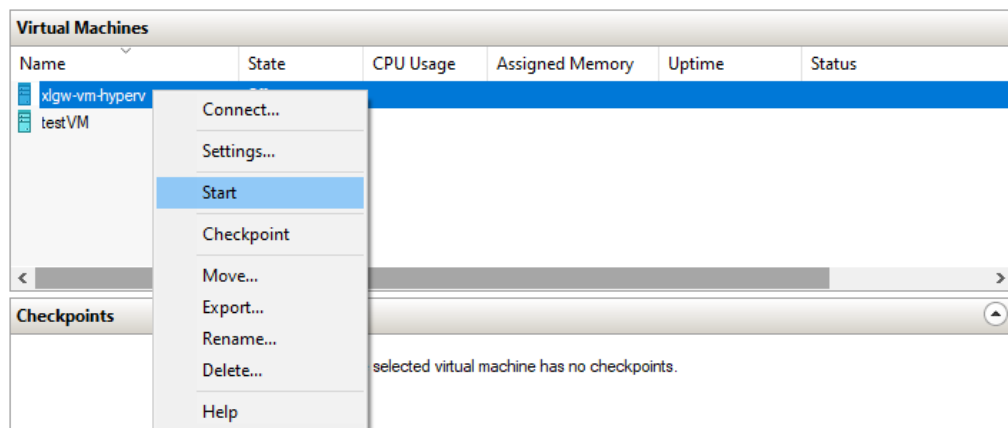 Virtual Machines
Name State CPU Usage Assigned Memory Uptime Status
xlgw-vm-hyperv
testVM
Connect...
Settings...
Start
Checkpoint
Move...
Export...
Rename...
Delete...
Help
Checkpoints
selected virtual machine has no checkpoints.